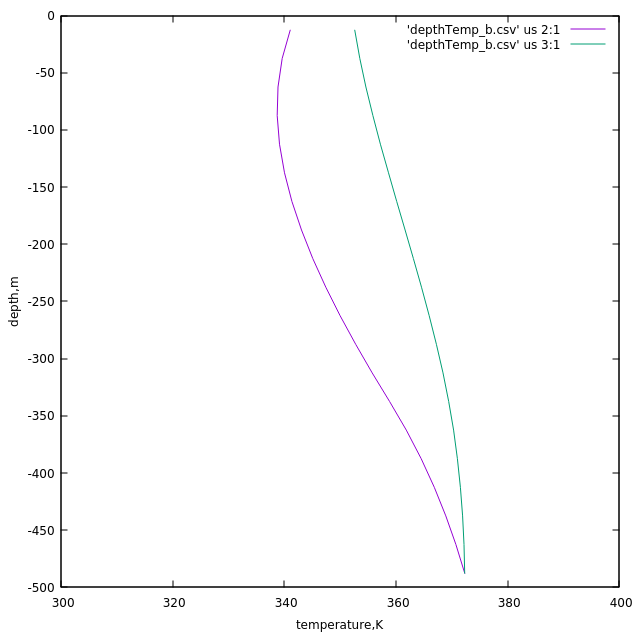 'depthTemp_b.csv' us 2:1
'depthTemp_b.csv' us 3:1
0
-50
-100
-150
-200
-250
-300
-350
-400
-450
-500
depth,m
300 320 340 360 380 400
temperature,K